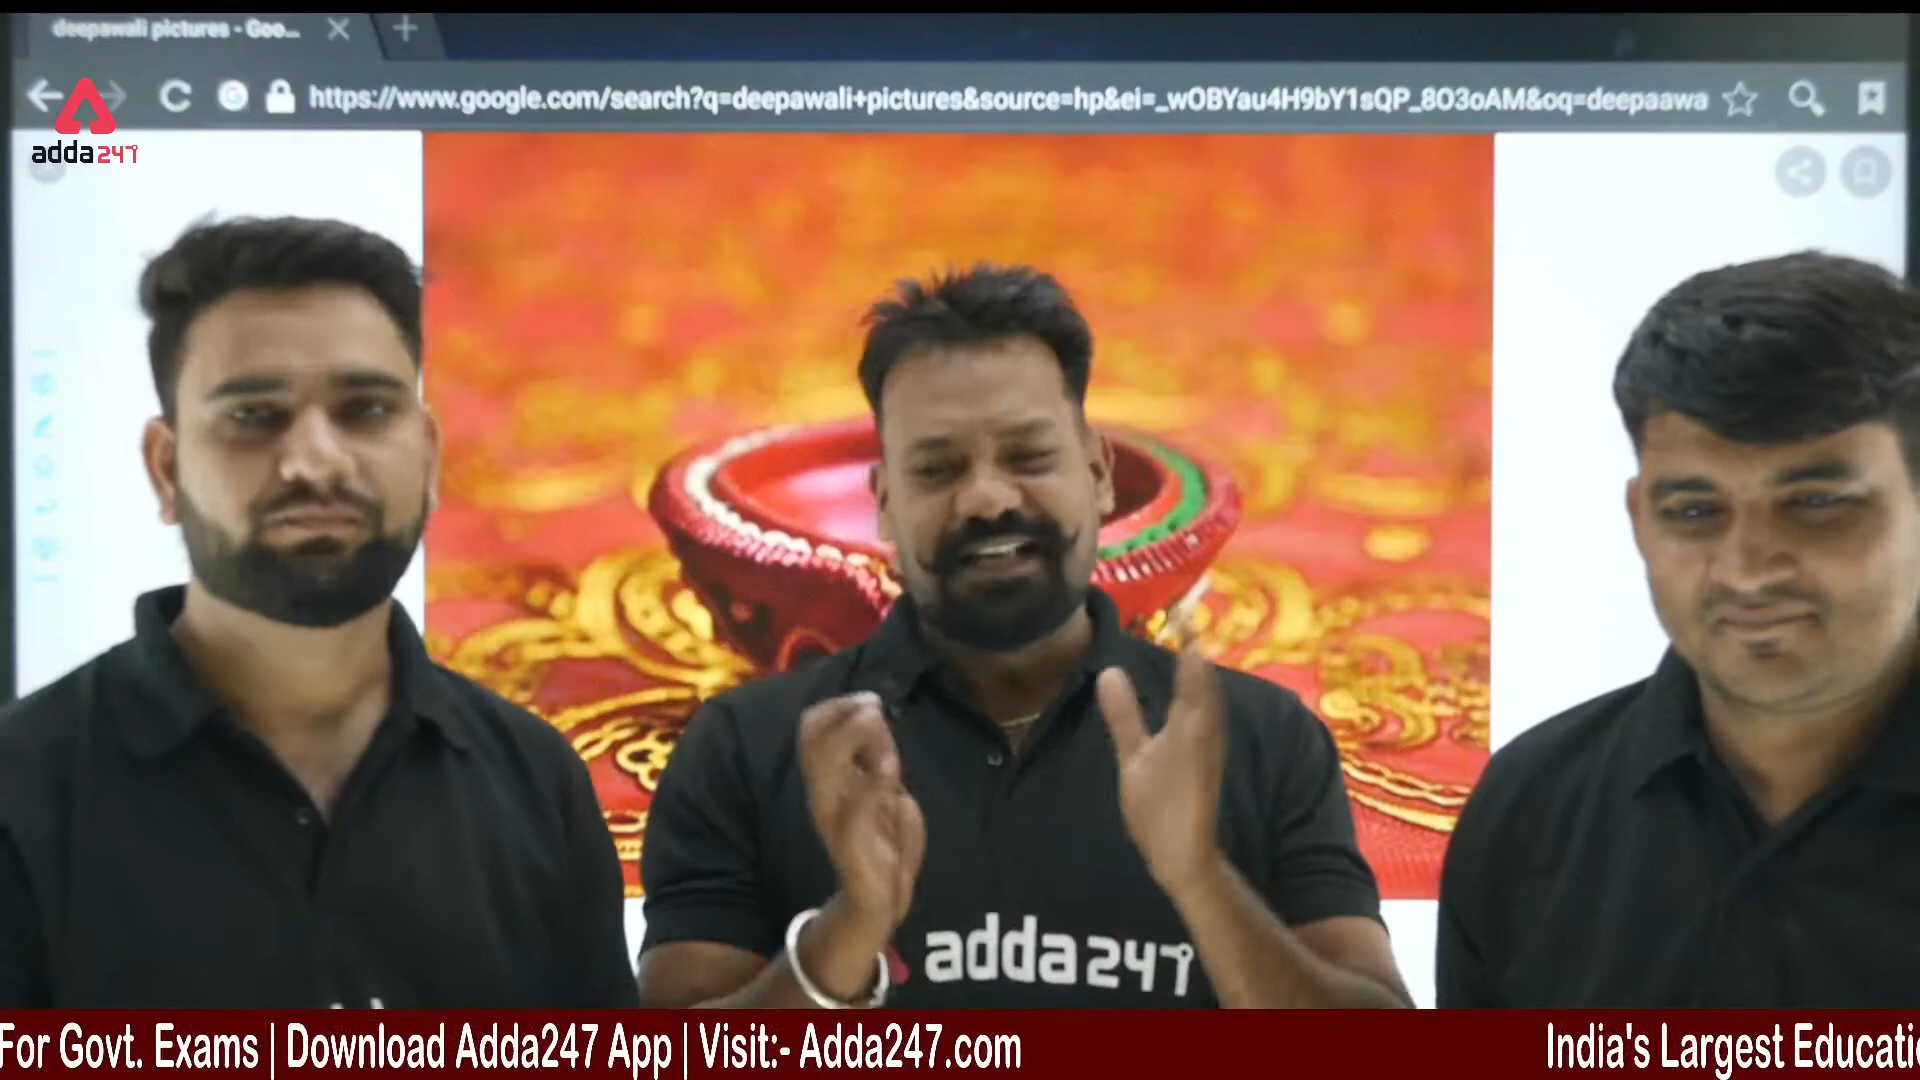 deepawali pictures - Goo...
https://www.google.com/search?q=deepawali+pictures&source=hp&ei=_wOBYau4H9bY1sQP_8O3oAM&oq=deepaawa
adda247
adda247
For Govt. Exams | Download Adda247 App | Visit:- Adda247.com
India's Largest Educati